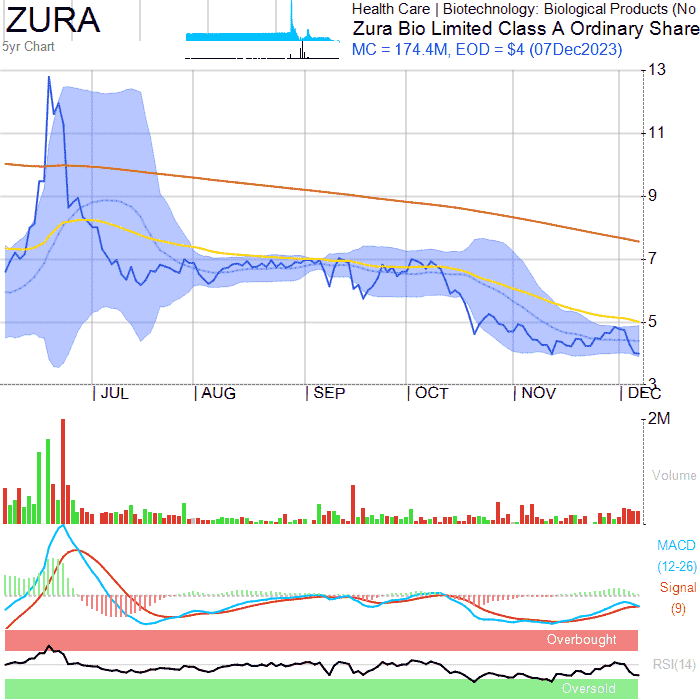 ZURA
5yr Chart
Health Care | Biotechnology: Biological Products (No
Zura Bio Limited Class A Ordinary Share
MC = 174.4M, EOD = $4 (07Dec2023)
13
11
9
7
5
3
JUL AUG SEP OCT NOV DEC
2M
Volume
MACD
(12-26)
Signal
(9)
Overbought
RSI(14)
Oversold